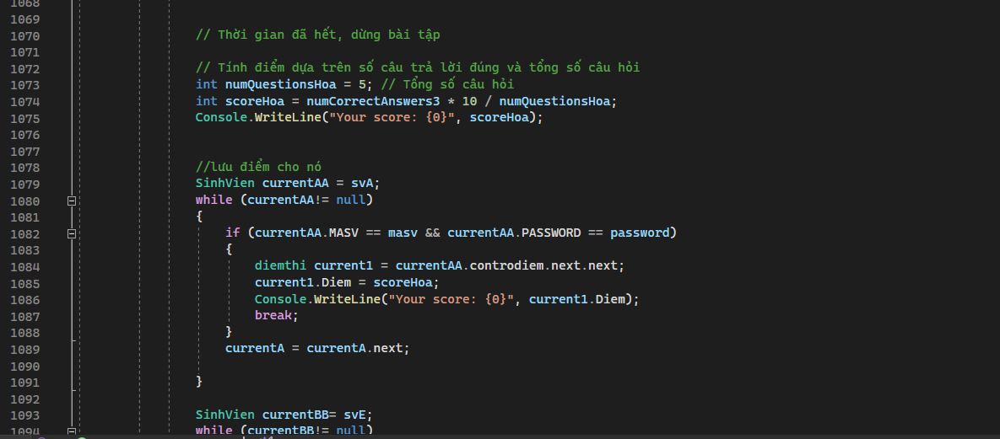 1068
1069
1070 // Thời gian đã hết, dừng bài tập
1071
1072 // Tính điểm dựa trên số câu trả lời đúng và tổng số câu hỏi
1073 int numQuestionsHoa = 5; // Tổng số câu hỏi
1074 int scoreHoa = numCorrectAnswers3 * 10 / numQuestionsHoa;
1075 Console.WriteLine("Your score: {0}", scoreHoa);
1076
1077
1078 //lưu điểm cho nó
1079 SinhVien currentAA = svA;
1080 while (currentAA!= null)
1081 {
1082 if (currentAA.MASV == masv && currentAA.PASSWORD == password)
1083 {
1084 diemthi current1 = currentAA.controdiem.next.next;
1085 current1.Diem = scoreHoa;
1086 Console.WriteLine("Your score: {0}", current1.Diem);
1087 break;
1088 }
1089 currentA = currentA.next;
1090
1091 }
1092
1093 SinhVien currentBB= svE;
1094 while (currentBB!= null)